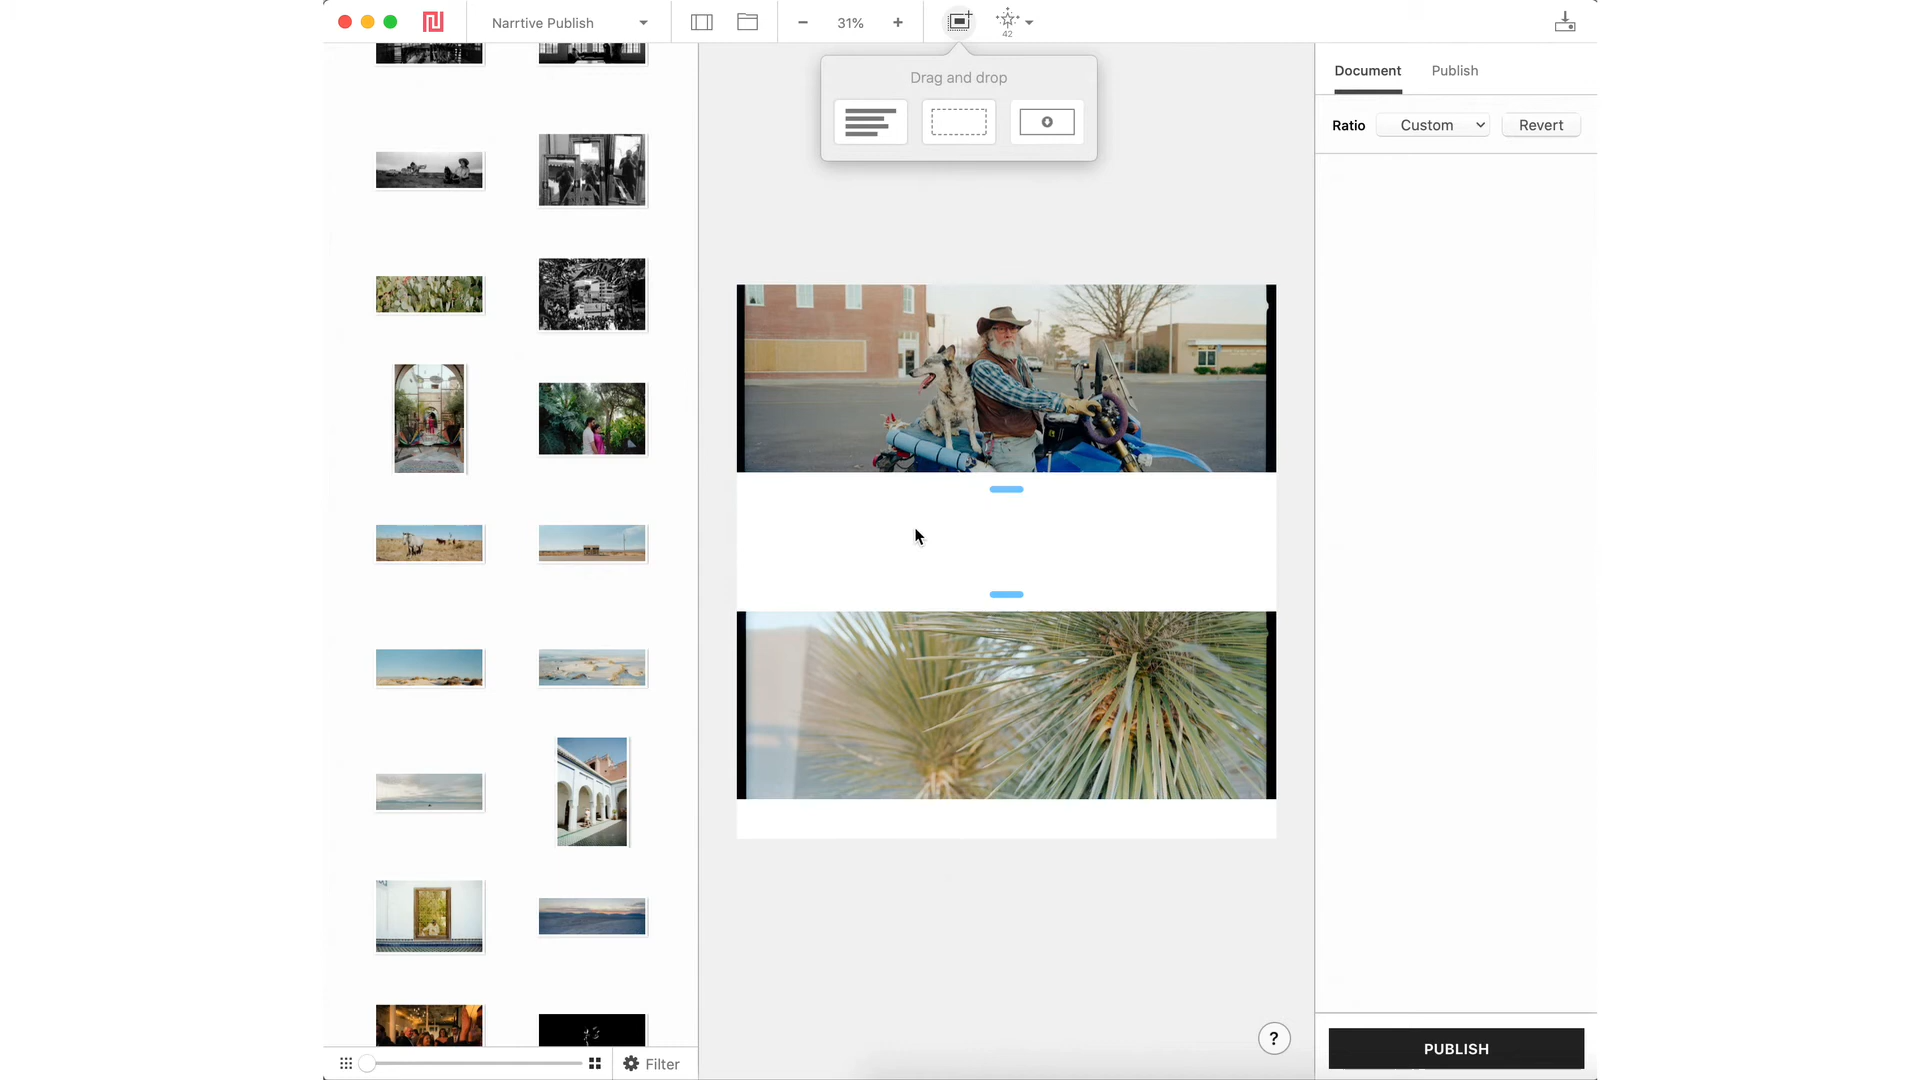 Narrtive Publish
31%
42
Drag and drop
Document Publish
Ratio Custom Revert
Filter
?
PUBLISH